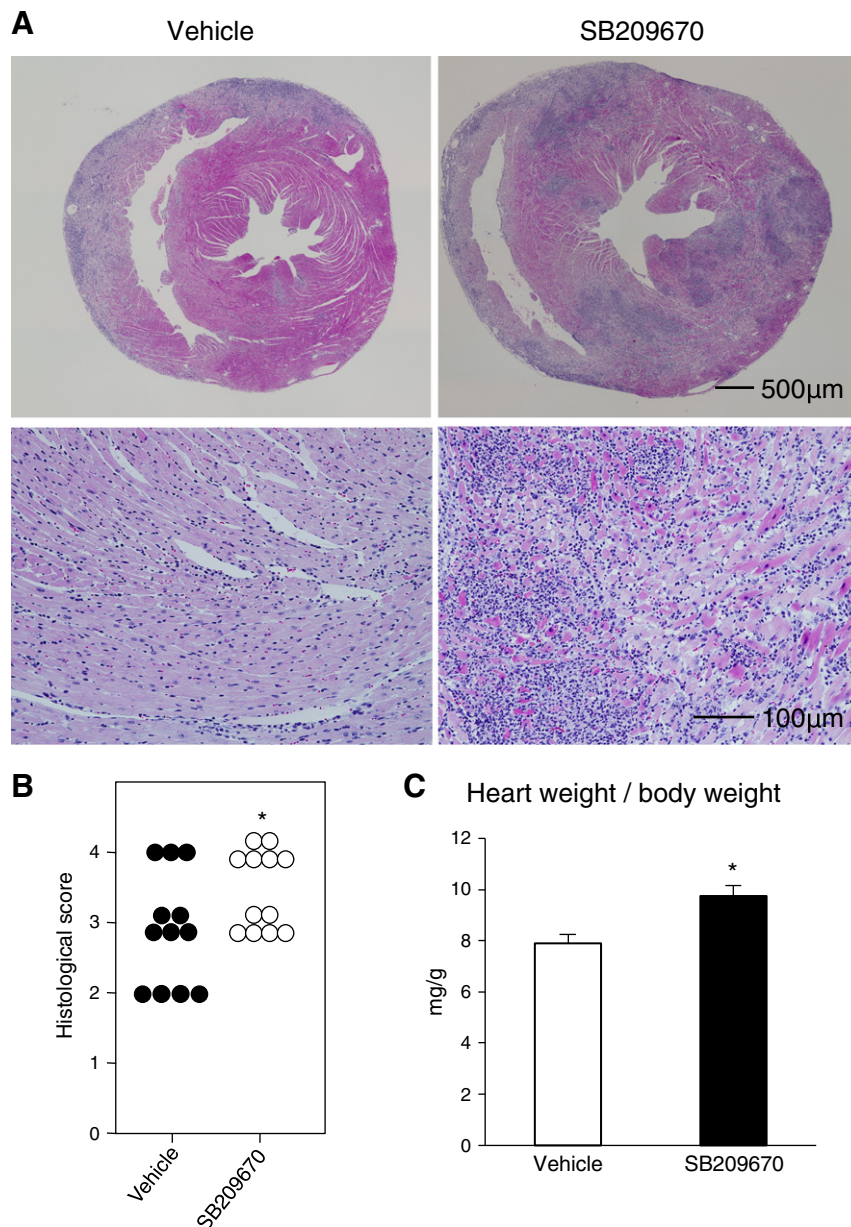 A
Vehicle
SB209670
500µm
100µm
B
*
4
3
2
1
0
Histological score
Vehicle
SB209670
C
Heart weight / body weight
12
10
8
6
4
2
0
mg/g
*
Vehicle
SB209670